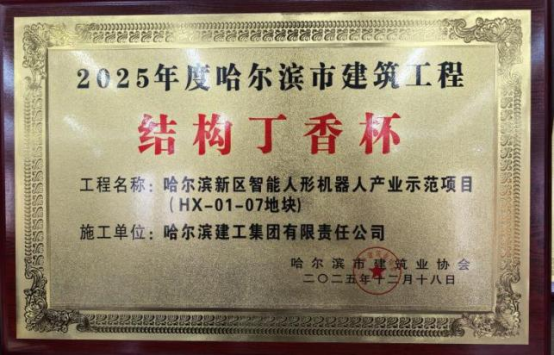 2025年度哈尔滨市建筑工程
结构丁香杯
工程名称：哈尔滨新区智能人形机器人产业示范项目
（HX-01-07地块)
施工单位：哈尔滨建工集团有限责任公司
哈尔滨市建筑业协会
二〇二五年十二月十八日